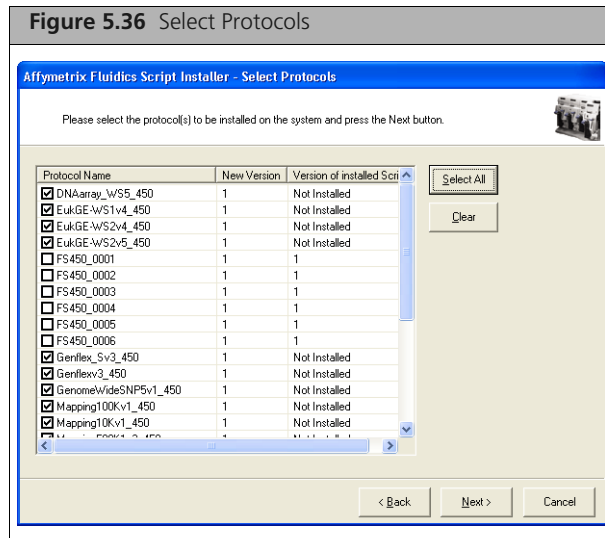 Figure 5.36 Select Protocols
Affymetrix Fluidics Script Installer - Select Protocols
Please select the protocol(s) to be installed on the system and press the Next button.
Protocol Name New Version Version of installed Scri
Select All
DNAarray_WS5_450 1 Not Installed
EukGE-WS1v4_450 1 Not Installed
Clear
EukGE-WS2v4_450 1 Not Installed
EukGE-WS2v5_450 1 Not Installed
FS450_0001 1 1
FS450_0002 1 1
FS450_0003 1 1
FS450_0004 1 1
FS450_0005 1 1
FS450_0006 1 1
Genflex_Sv3_450 1 Not Installed
Genflexv3_450 1 Not Installed
GenomeWideSNP5v1_450 1 Not Installed
Mapping100Kv1_450 1 Not Installed
Mapping10Kv1_450 1 Not Installed
< Back Next > Cancel